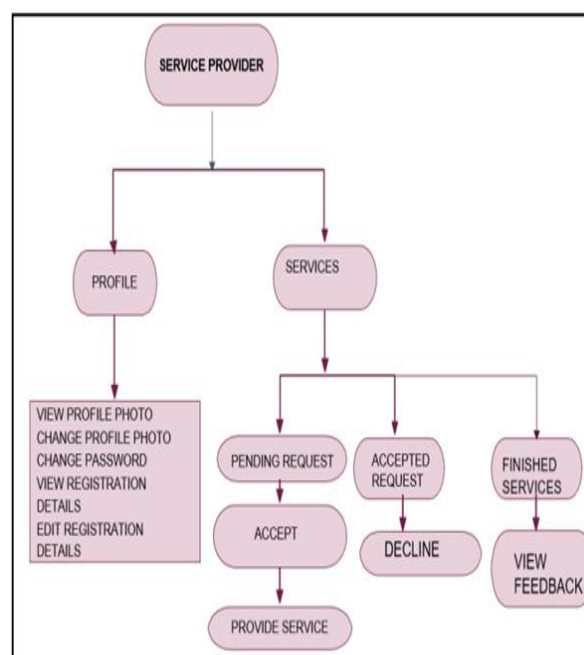 SERVICE PROVIDER
PROFILE
SERVICES
VIEW PROFILE PHOTO
CHANGE PROFILE PHOTO
CHANGE PASSWORD
VIEW REGISTRATION
DETAILS
EDIT REGISTRATION
DETAILS
PENDING REQUEST
ACCEPTED
REQUEST
FINISHED
SERVICES
ACCEPT
DECLINE
VIEW
FEEDBACK
PROVIDE SERVICE